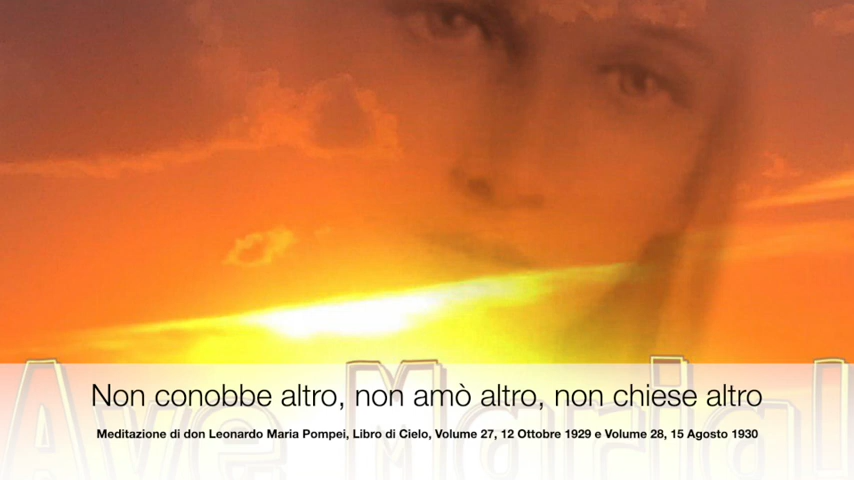 Ave Maria!
Non conobbe altro, non amò altro, non chiese altro
Meditazione di don Leonardo Maria Pompei, Libro di Cielo, Volume 27, 12 Ottobre 1929 e Volume 28, 15 Agosto 1930